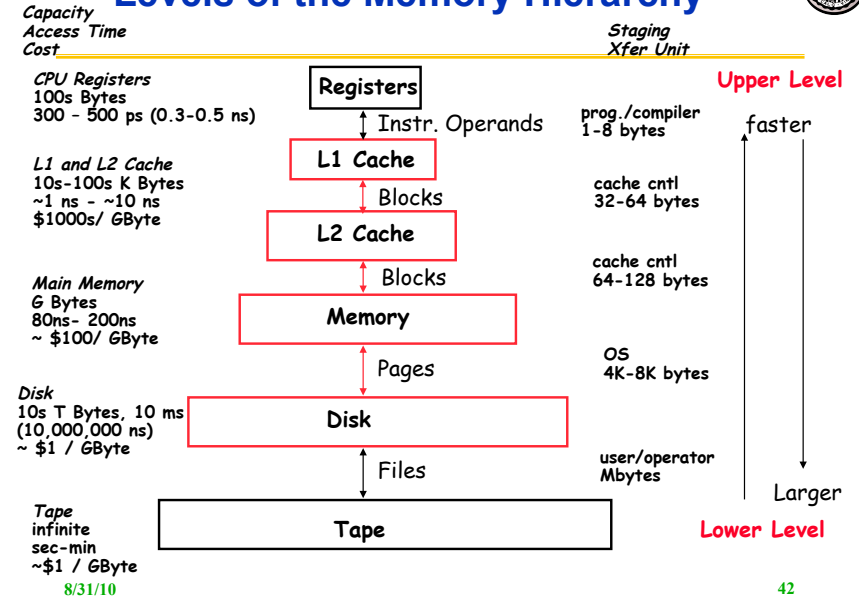 Levels of the Memory Hierarchy
Capacity
Access Time
Cost
Staging
Xfer Unit
CPU Registers
100s Bytes
300 – 500 ps (0.3-0.5 ns)
Registers
Upper Level
Instr. Operands
prog./compiler
1-8 bytes
faster
L1 and L2 Cache
10s-100s K Bytes
~1 ns - ~10 ns
$1000s/ GByte
L1 Cache
Blocks
cache cntl
32-64 bytes
L2 Cache
Blocks
cache cntl
64-128 bytes
Main Memory
G Bytes
80ns- 200ns
~ $100/ GByte
Memory
Pages
OS
4K-8K bytes
Disk
10s T Bytes, 10 ms
(10,000,000 ns)
~ $1 / GByte
Disk
Files
user/operator
Mbytes
Larger
Tape
infinite
sec-min
~$1 / GByte
Tape
Lower Level
8/31/10
42